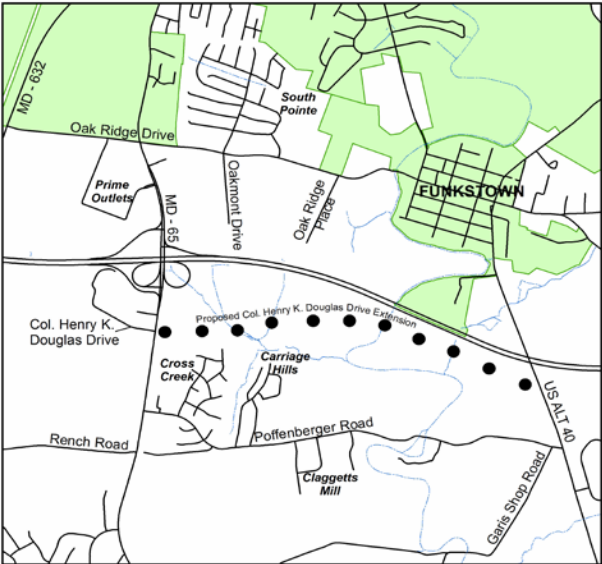 MD - 632
South
Pointe
Oak Ridge Drive
FUNKSTOWN
Prime
Outlets
MD - 65
Oakmont Drive
Oak Ridge
Place
Col. Henry K.
Douglas Drive
Proposed Col. Henry K. Douglas Drive Extension
Cross
Creek
Carriage
Hills
US ALT 40
Poffenberger Road
Rench Road
Claggetts
Mill
Garis Shop Road